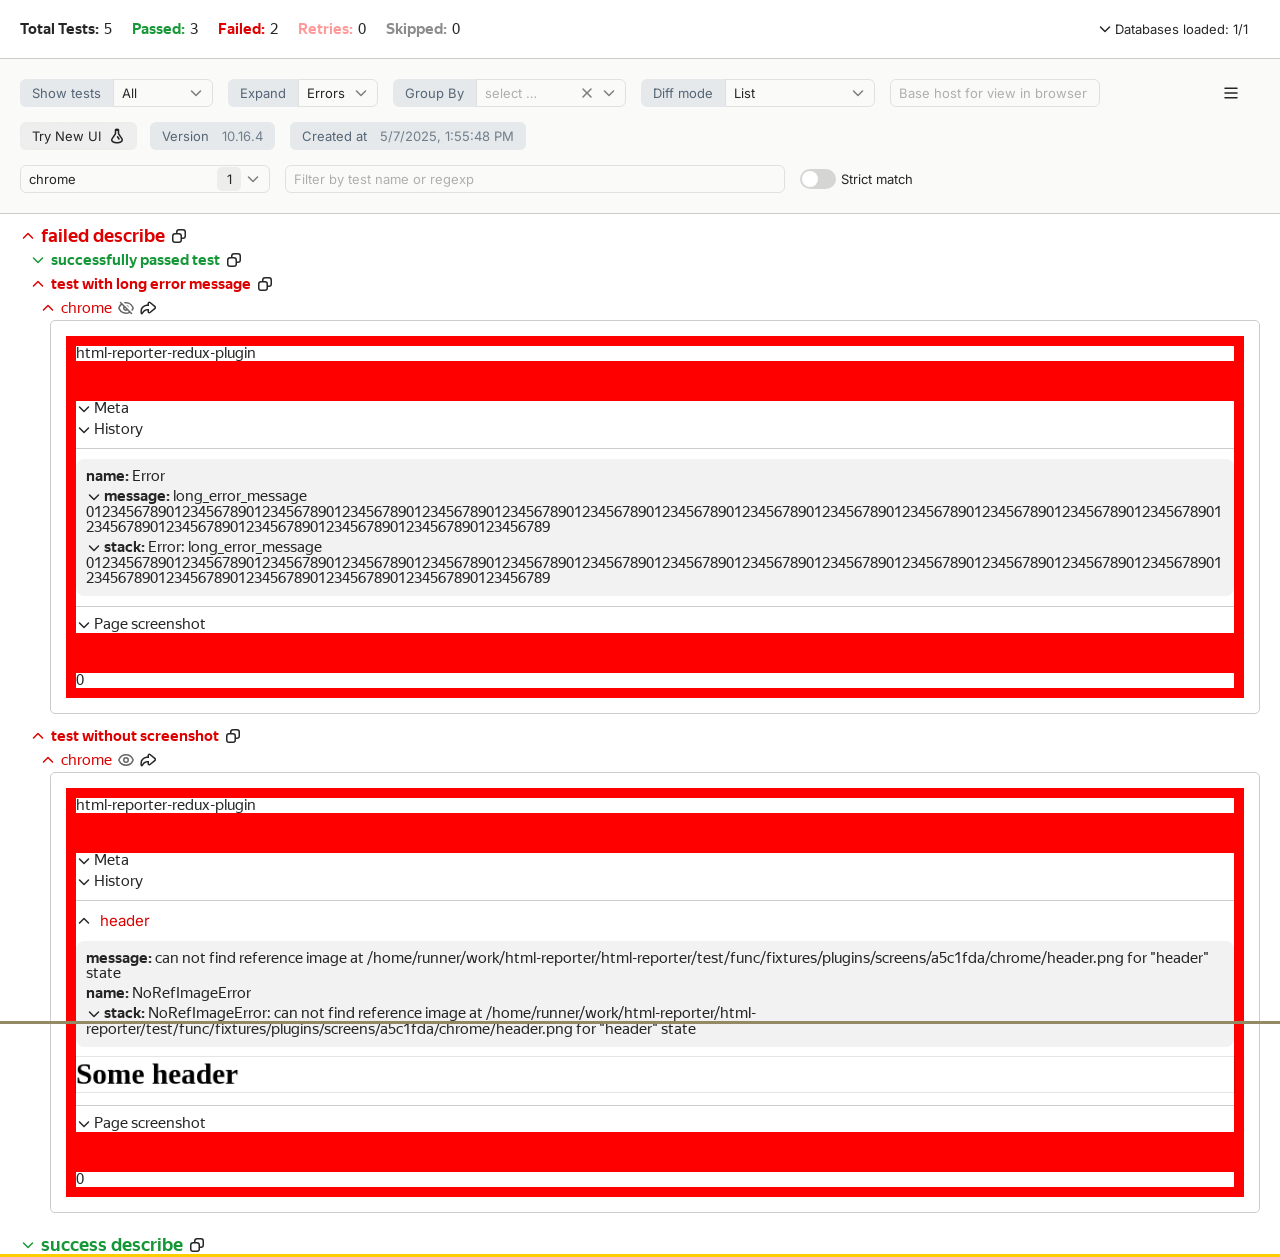 Total Tests: 5 Passed: 3 Failed: 2 Retries: 0 Skipped: 0 Databases loaded: 1/1
Show tests All Expand Errors Group By select ... Diff mode List Base host for view in browser
Try New UI Version 10.16.4 Created at 5/7/2025, 1:55:48 PM
chrome 1 Filter by test name or regexp Strict match
failed describe
successfully passed test
test with long error message
chrome
html-reporter-redux-plugin
Meta
History
name: Error
message: long_error_message
0123456789012345678901234567890123456789012345678901234567890123456789012345678901234567890123456789012345678901234567890123456789012345678901
2345678901234567890123456789012345678901234567890123456789
stack: Error: long_error_message
0123456789012345678901234567890123456789012345678901234567890123456789012345678901234567890123456789012345678901234567890123456789012345678901
2345678901234567890123456789012345678901234567890123456789
Page screenshot
0
test without screenshot
chrome
html-reporter-redux-plugin
Meta
History
header
message: can not find reference image at /home/runner/work/html-reporter/html-reporter/test/func/fixtures/plugins/screens/a5c1fda/chrome/header.png for "header"
state
name: NoRefImageError
stack: NoRefImageError: can not find reference image at /home/runner/work/html-reporter/html-
reporter/test/func/fixtures/plugins/screens/a5c1fda/chrome/header.png for "header" state
Some header
Page screenshot
0
success describe